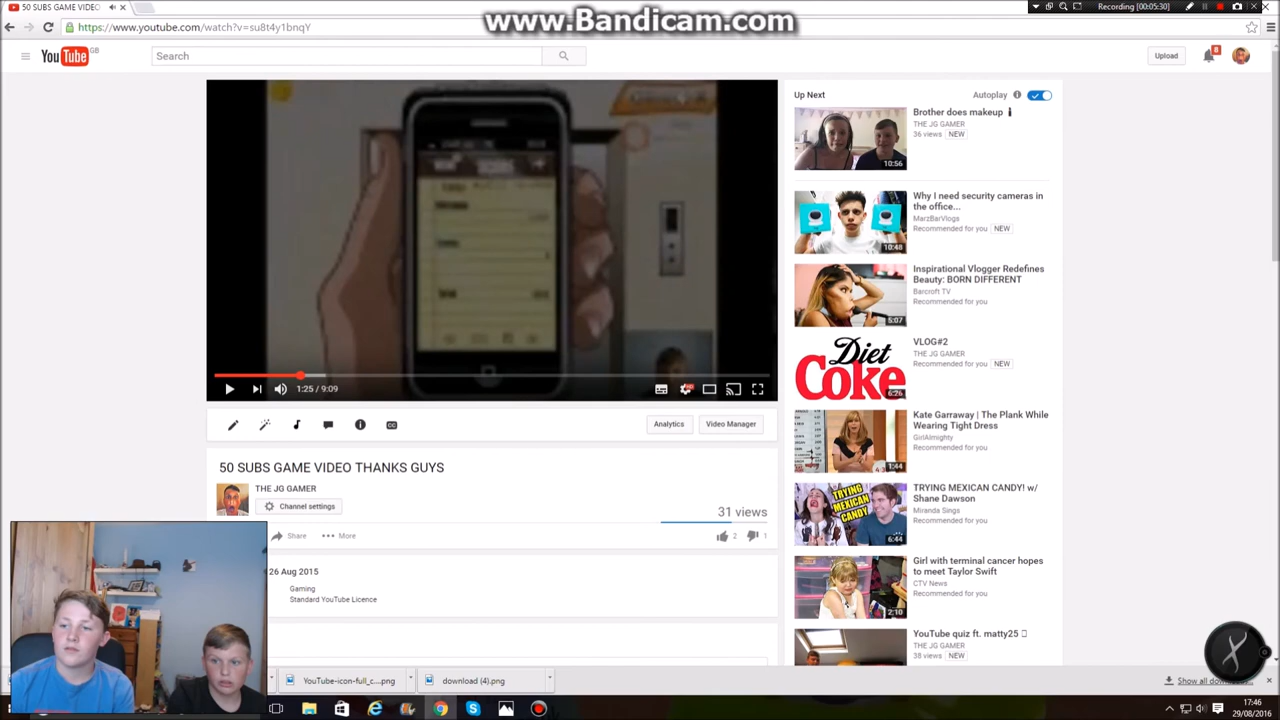 50 SUBS GAME VIDEO
www.Bandicam.com
Recording [00:05:30]
https://www.youtube.com/watch?v=su8t4y1bnqY
YouTube GB
Search
Upload
8
Up Next
Autoplay
Brother does makeup
THE JG GAMER
36 views NEW
10:56
Why I need security cameras in
the office...
MarzBarVlogs
Recommended for you NEW
10:48
Inspirational Vlogger Redefines
Beauty: BORN DIFFERENT
Barcroft TV
Recommended for you
5:07
VLOG#2
THE JG GAMER
Recommended for you NEW
Diet
Coke
6:26
1:25 / 9:09
HD
Kate Garraway | The Plank While
Wearing Tight Dress
GirlAlmighty
Recommended for you
1:44
CC
Analytics
Video Manager
50 SUBS GAME VIDEO THANKS GUYS
THE JG GAMER
Channel settings
31 views
TRYING MEXICAN CANDY! w/
Shane Dawson
Miranda Sings
Recommended for you
TRYING
MEXICAN
CANDY
6:44
Share
More
2
1
Girl with terminal cancer hopes
to meet Taylor Swift
CTV News
Recommended for you
2:10
26 Aug 2015
Gaming
Standard YouTube Licence
YouTube quiz ft. matty25
THE JG GAMER
38 views NEW
YouTube-icon-full_c....png
download (4).png
Show all dow
17:46
29/08/2016